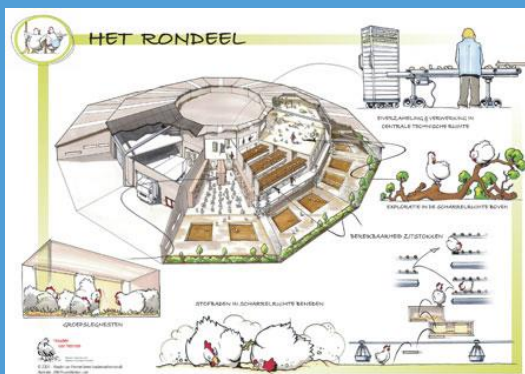 HET RONDEEL
EIVERZAMELING & VERWERKING IN
CENTRALE TECHNISCHE RUIMTE
EXPLORATIE IN DE SCHARRELRUIMTE BOVEN
BEREIKBAARHEID ZITSTOKKEN
STOFBADEN IN SCHARRELRUIMTE BENEDEN
GROEPSLEGNESTEN